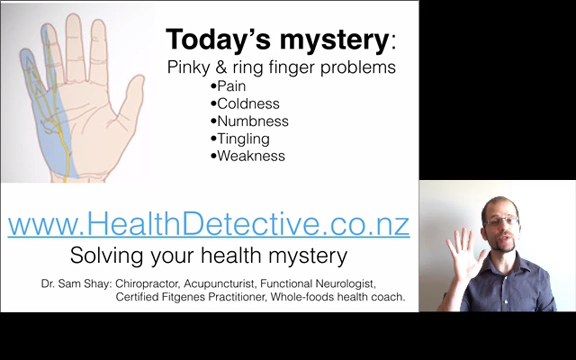 Today's mystery:
Pinky & ring finger problems
•Pain
•Coldness
•Numbness
•Tingling
•Weakness
www.HealthDetective.co.nz
Solving your health mystery
Dr. Sam Shay: Chiropractor, Acupuncturist, Functional Neurologist,
Certified Fitgenes Practitioner, Whole-foods health coach.